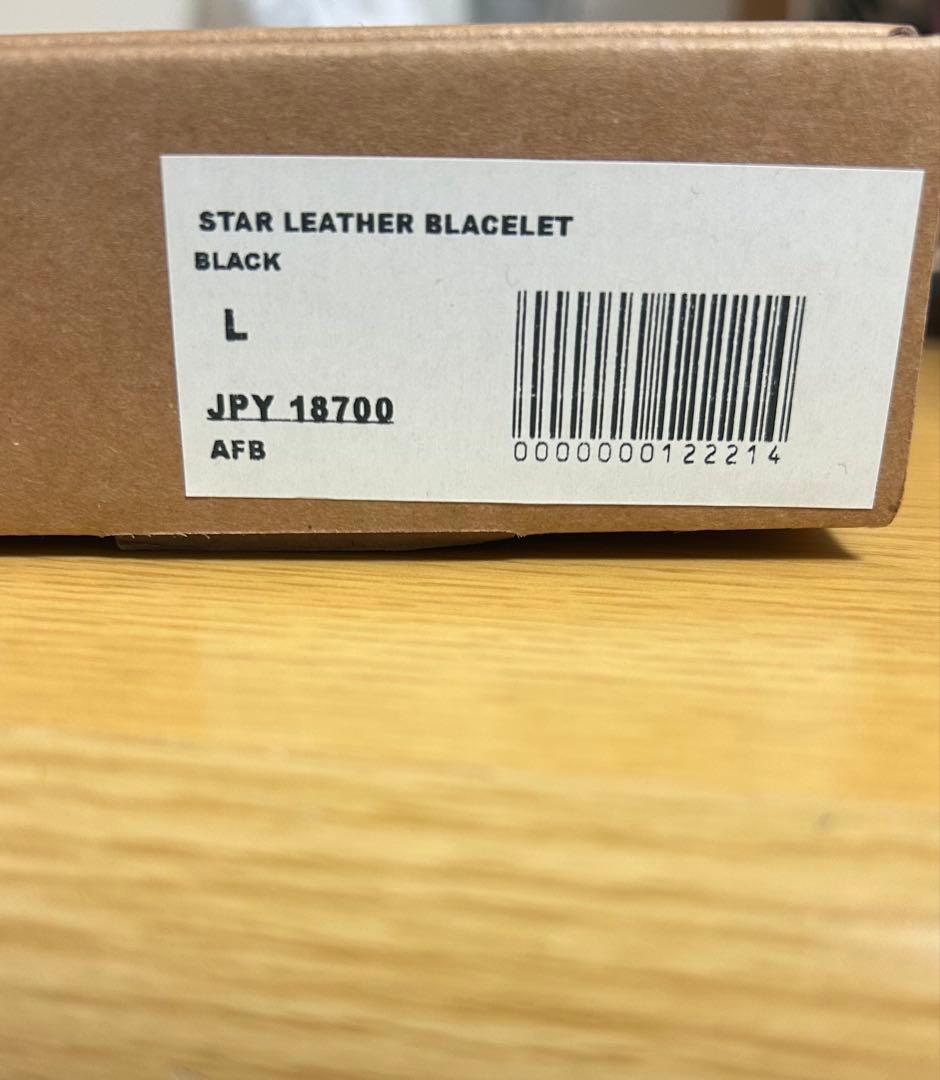 STAR LEATHER BLACELET
BLACK
L
JPY 18700
AFB
0000000122214